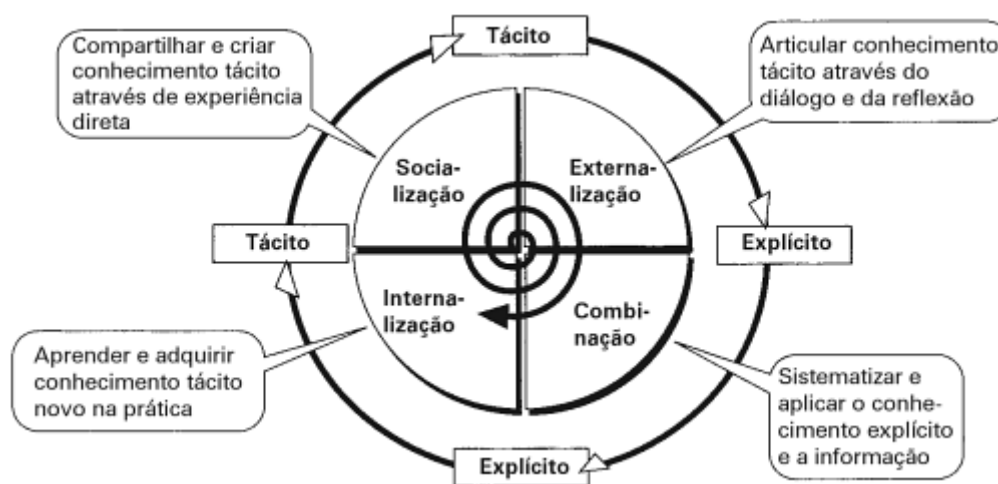 Tácito
Compartilhar e criar
conhecimento tácito
através de experiência
direta
Articular conhecimento
tácito através do
diálogo e da reflexão
Socia-
lização
Externa-
lização
Tácito
Explícito
Interna-
lização
Combi-
nação
Aprender e adquirir
conhecimento tácito
novo na prática
Sistematizar e
aplicar o conhe-
cimento explícito
e a informação
Explícito